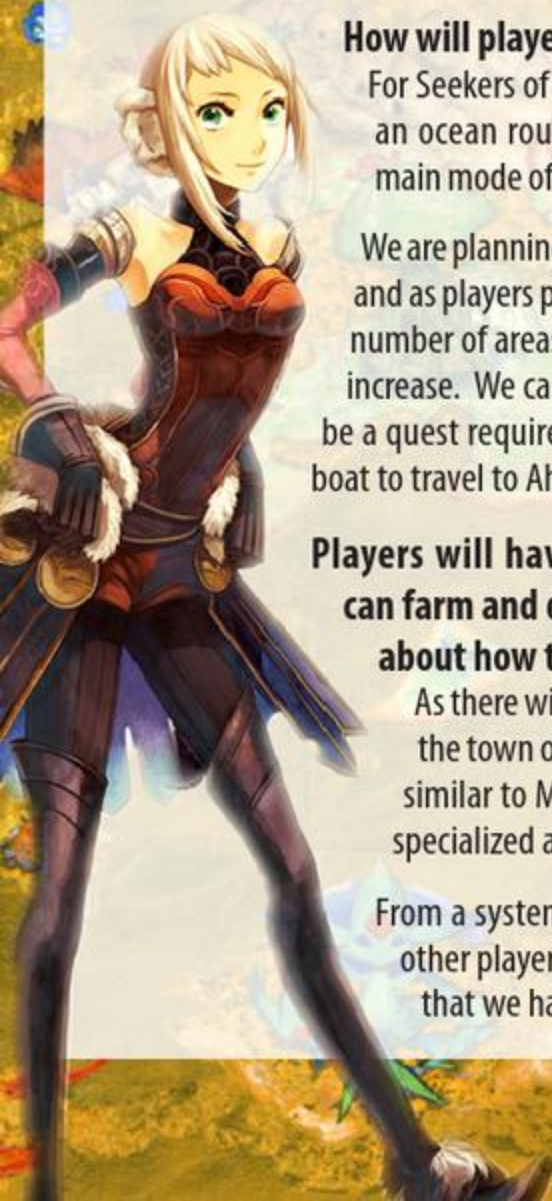 How will playe
For Seekers of
an ocean rou
main mode of
We are plannin
and as players p
number of area
increase. We ca
be a quest require
boat to travel to Ah
Players will hav
can farm and
about how t
As there wi
the town o
similar to M
specialized a
From a system
other player
that we ha